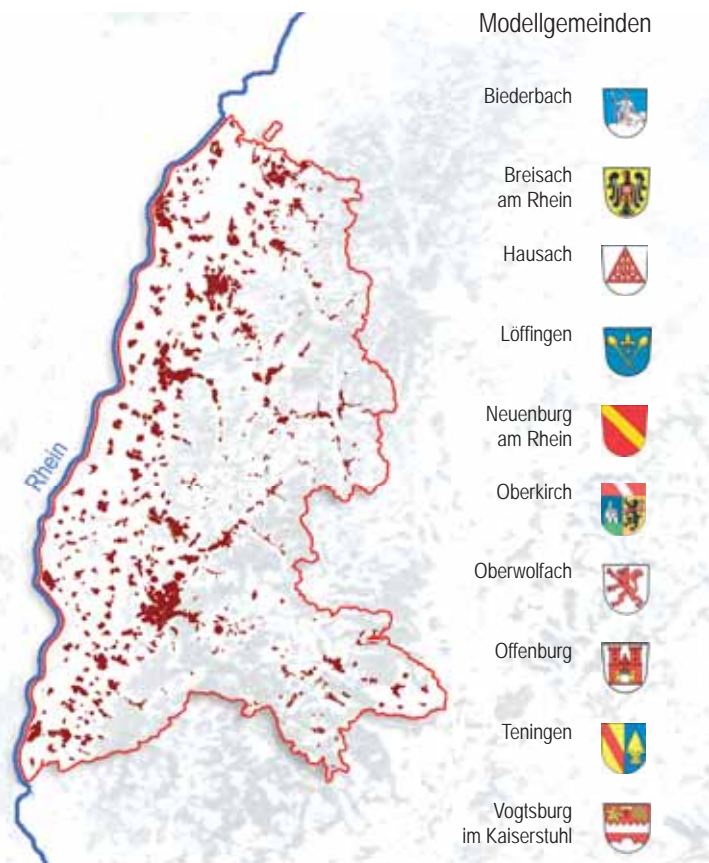 Modellgemeinden
Biederbach
Breisach
am Rhein
Hausach
Löffingen
Neuenburg
am Rhein
Rhein
Oberkirch
Oberwolfach
Offenburg
Teningen
Vogtsburg
im Kaiserstuhl